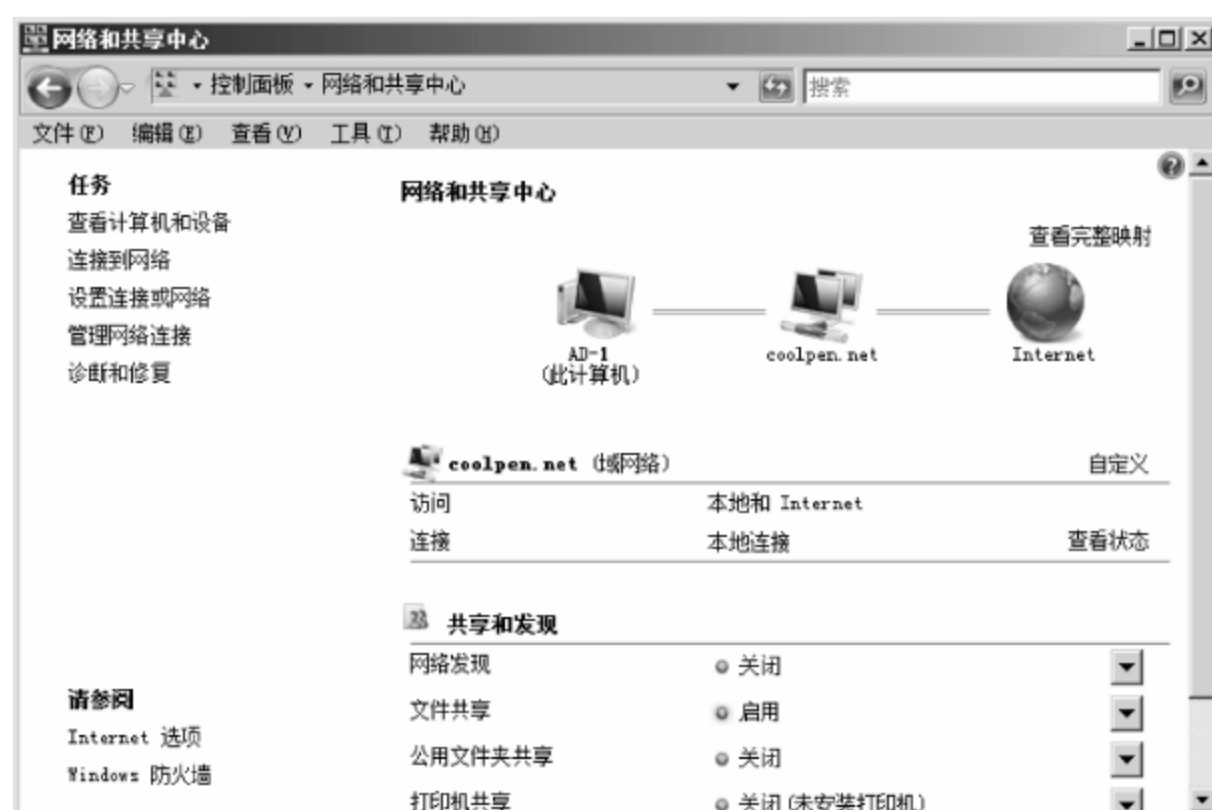 网络和共享中心
控制面板 网络和共享中心 搜索
文件(F) 编辑(E) 查看(V) 工具(T) 帮助(H)
任务
查看计算机和设备
连接到网络
设置连接或网络
管理网络连接
诊断和修复
请参阅
Internet 选项
Windows 防火墙
网络和共享中心
查看完整映射
AD-1
(此计算机)
coolpen.net
Internet
coolpen.net (域网络) 自定义
访问 本地和 Internet
连接 本地连接 查看状态
共享和发现
网络发现 关闭
文件共享 启用
公用文件夹共享 关闭
打印机共享 关闭(未安装打印机)